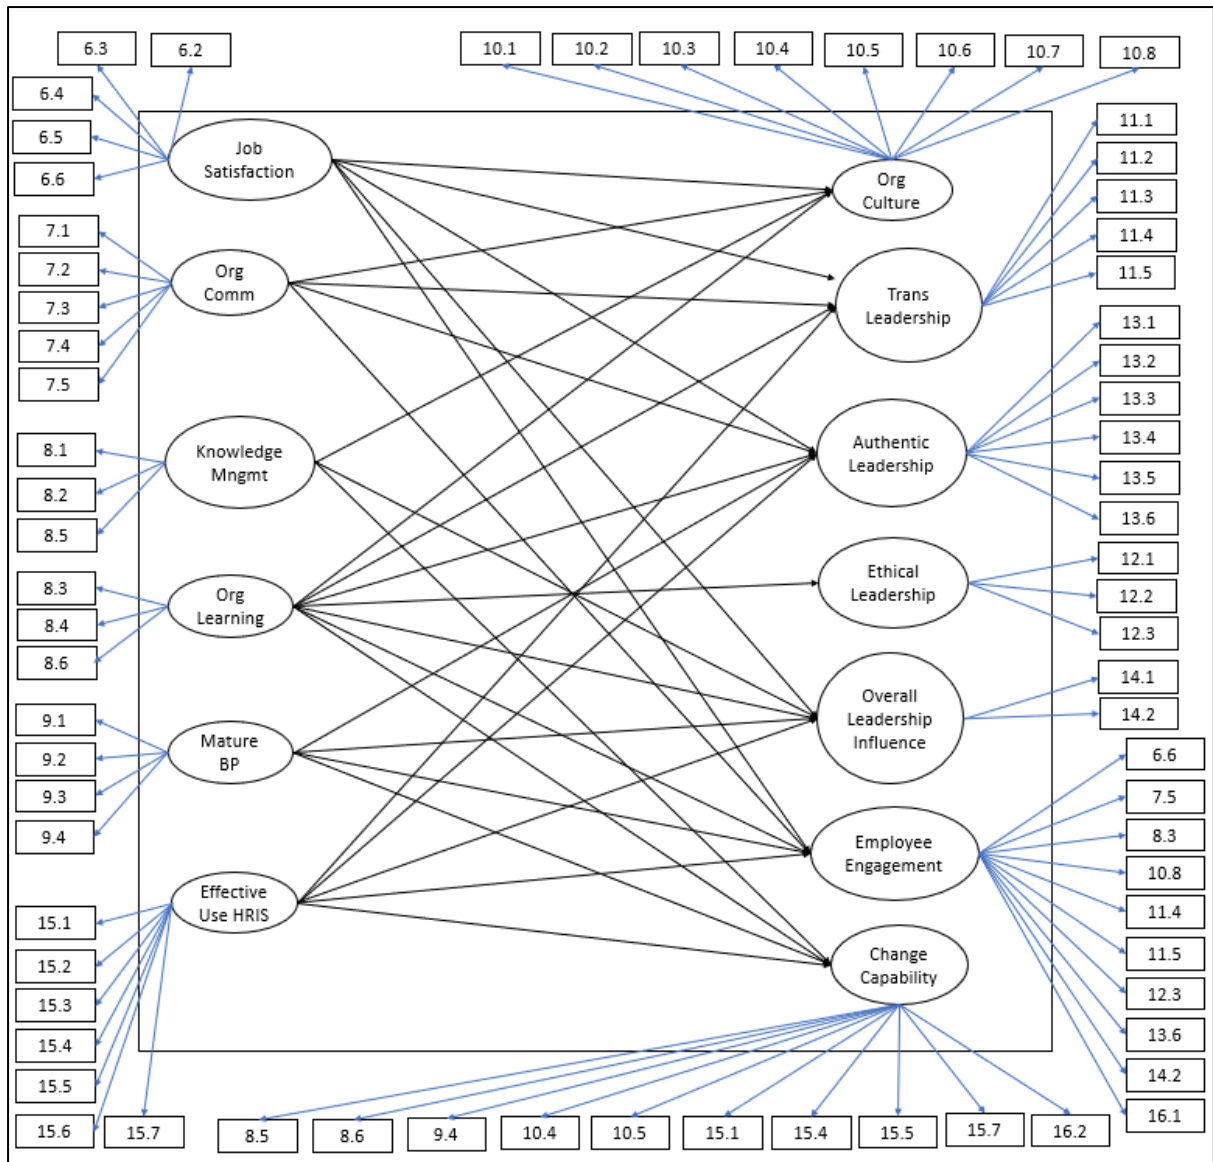 6.3
6.2
10.1
10.2
10.3
10.4
10.5
10.6
10.7
10.8
6.4
6.5
6.6
7.1
7.2
7.3
7.4
7.5
8.1
8.2
8.5
8.3
8.4
8.6
9.1
9.2
9.3
9.4
15.1
15.2
15.3
15.4
15.5
15.6
15.7
Job
Satisfaction
Org
Comm
Knowledge
Mngmt
Org
Learning
Mature
BP
Effective
Use HRIS
Org
Culture
Trans
Leadership
Authentic
Leadership
Ethical
Leadership
Overall
Leadership
Influence
Employee
Engagement
Change
Capability
11.1
11.2
11.3
11.4
11.5
13.1
13.2
13.3
13.4
13.5
13.6
12.1
12.2
12.3
14.1
14.2
6.6
7.5
8.3
10.8
11.4
11.5
12.3
13.6
14.2
16.1
8.5
8.6
9.4
10.4
10.5
15.1
15.4
15.5
15.7
16.2